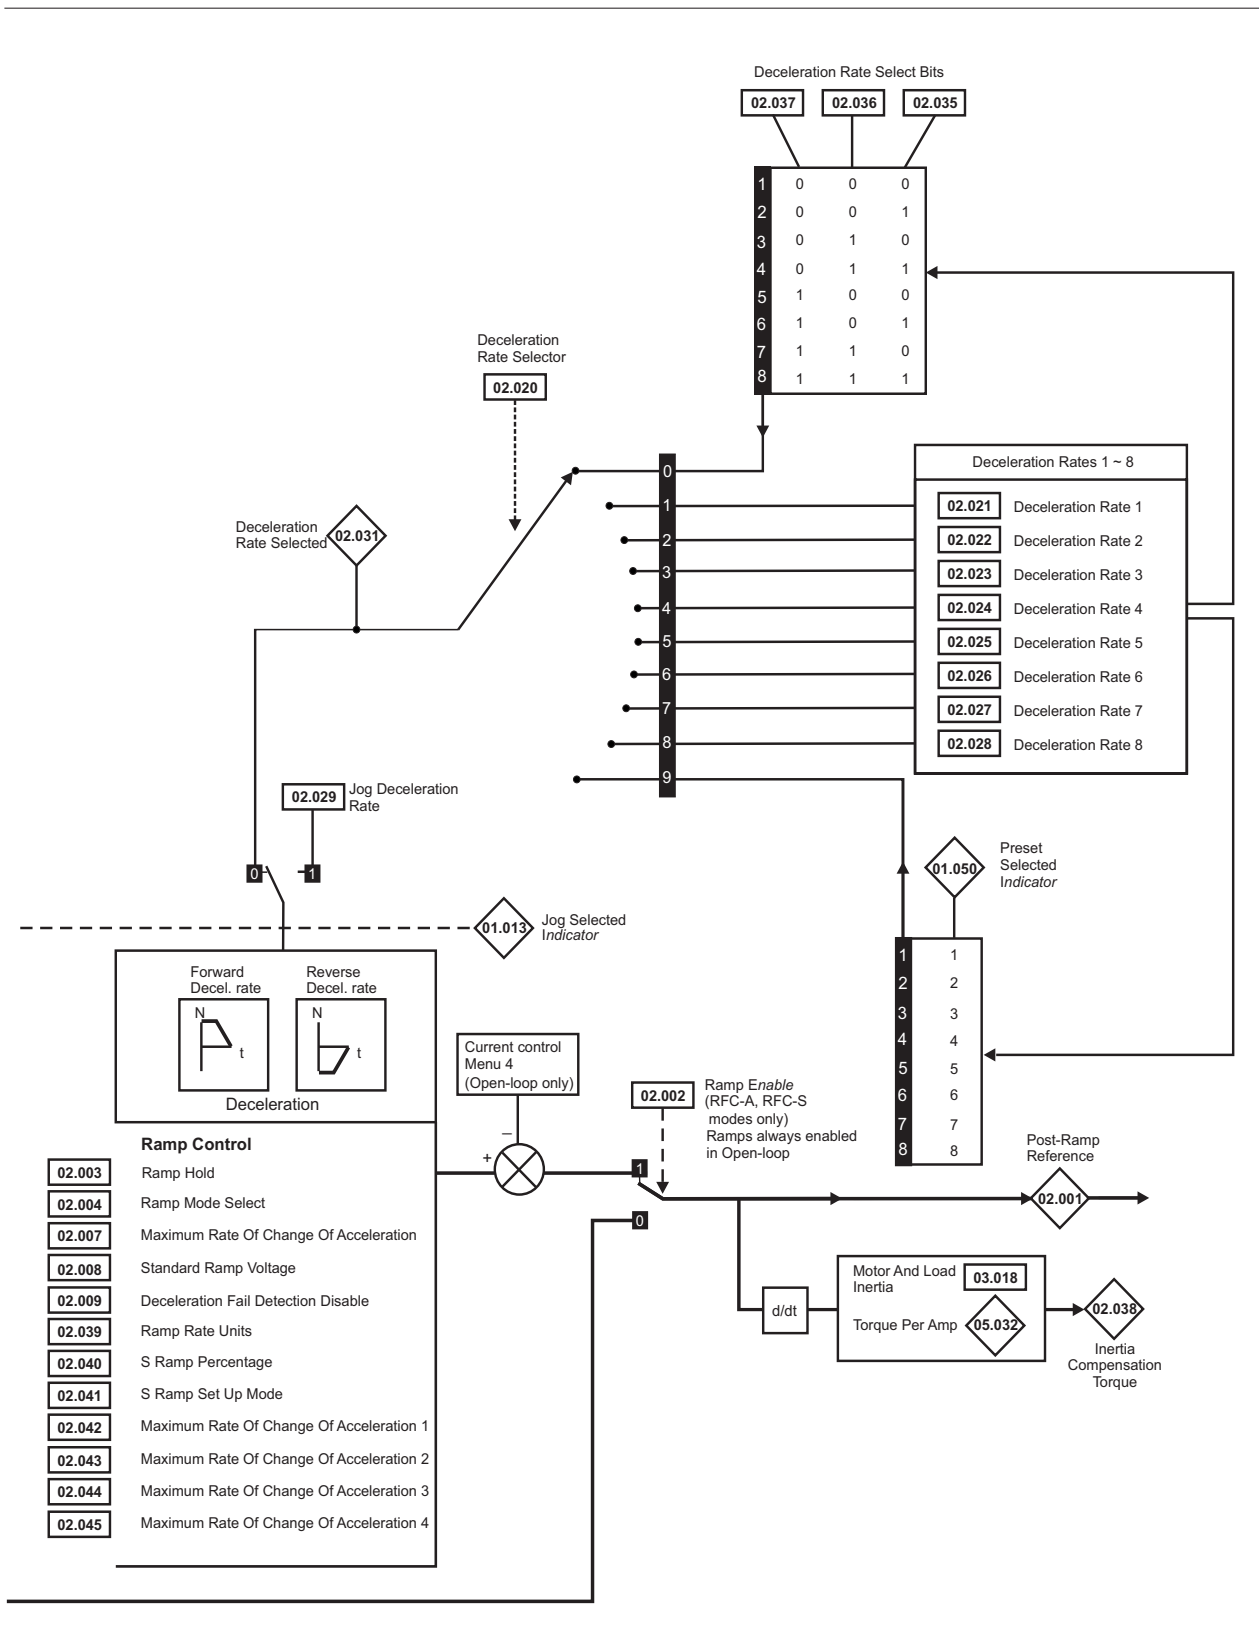 Deceleration Rate Select Bits
02.037 02.036 02.035
1 0 0 0
2 0 0 1
3 0 1 0
4 0 1 1
5 1 0 0
6 1 0 1
7 1 1 0
8 1 1 1
Deceleration
Rate Selector
02.020
Deceleration
Rate Selected
02.031
0
1
2
3
4
5
6
7
8
9
Deceleration Rates 1 ~ 8
02.021 Deceleration Rate 1
02.022 Deceleration Rate 2
02.023 Deceleration Rate 3
02.024 Deceleration Rate 4
02.025 Deceleration Rate 5
02.026 Deceleration Rate 6
02.027 Deceleration Rate 7
02.028 Deceleration Rate 8
02.029
Jog Deceleration
Rate
0 1
01.013
Jog Selected
Indicator
01.050
Preset
Selected
Indicator
1 1
2 2
3 3
4 4
5 5
6 6
7 7
8 8
Forward
Decel. rate
N
t
Reverse
Decel. rate
N
t
Deceleration
Current control
Menu 4
(Open-loop only)
–
+
02.002
Ramp Enable
(RFC-A, RFC-S
modes only)
Ramps always enabled
in Open-loop
1
0
Post-Ramp
Reference
02.001
Ramp Control
02.003 Ramp Hold
02.004 Ramp Mode Select
02.007 Maximum Rate Of Change Of Acceleration
02.008 Standard Ramp Voltage
02.009 Deceleration Fail Detection Disable
02.039 Ramp Rate Units
02.040 S Ramp Percentage
02.041 S Ramp Set Up Mode
02.042 Maximum Rate Of Change Of Acceleration 1
02.043 Maximum Rate Of Change Of Acceleration 2
02.044 Maximum Rate Of Change Of Acceleration 3
02.045 Maximum Rate Of Change Of Acceleration 4
d/dt
Motor And Load
Inertia
03.018
Torque Per Amp 05.032
02.038
Inertia
Compensation
Torque